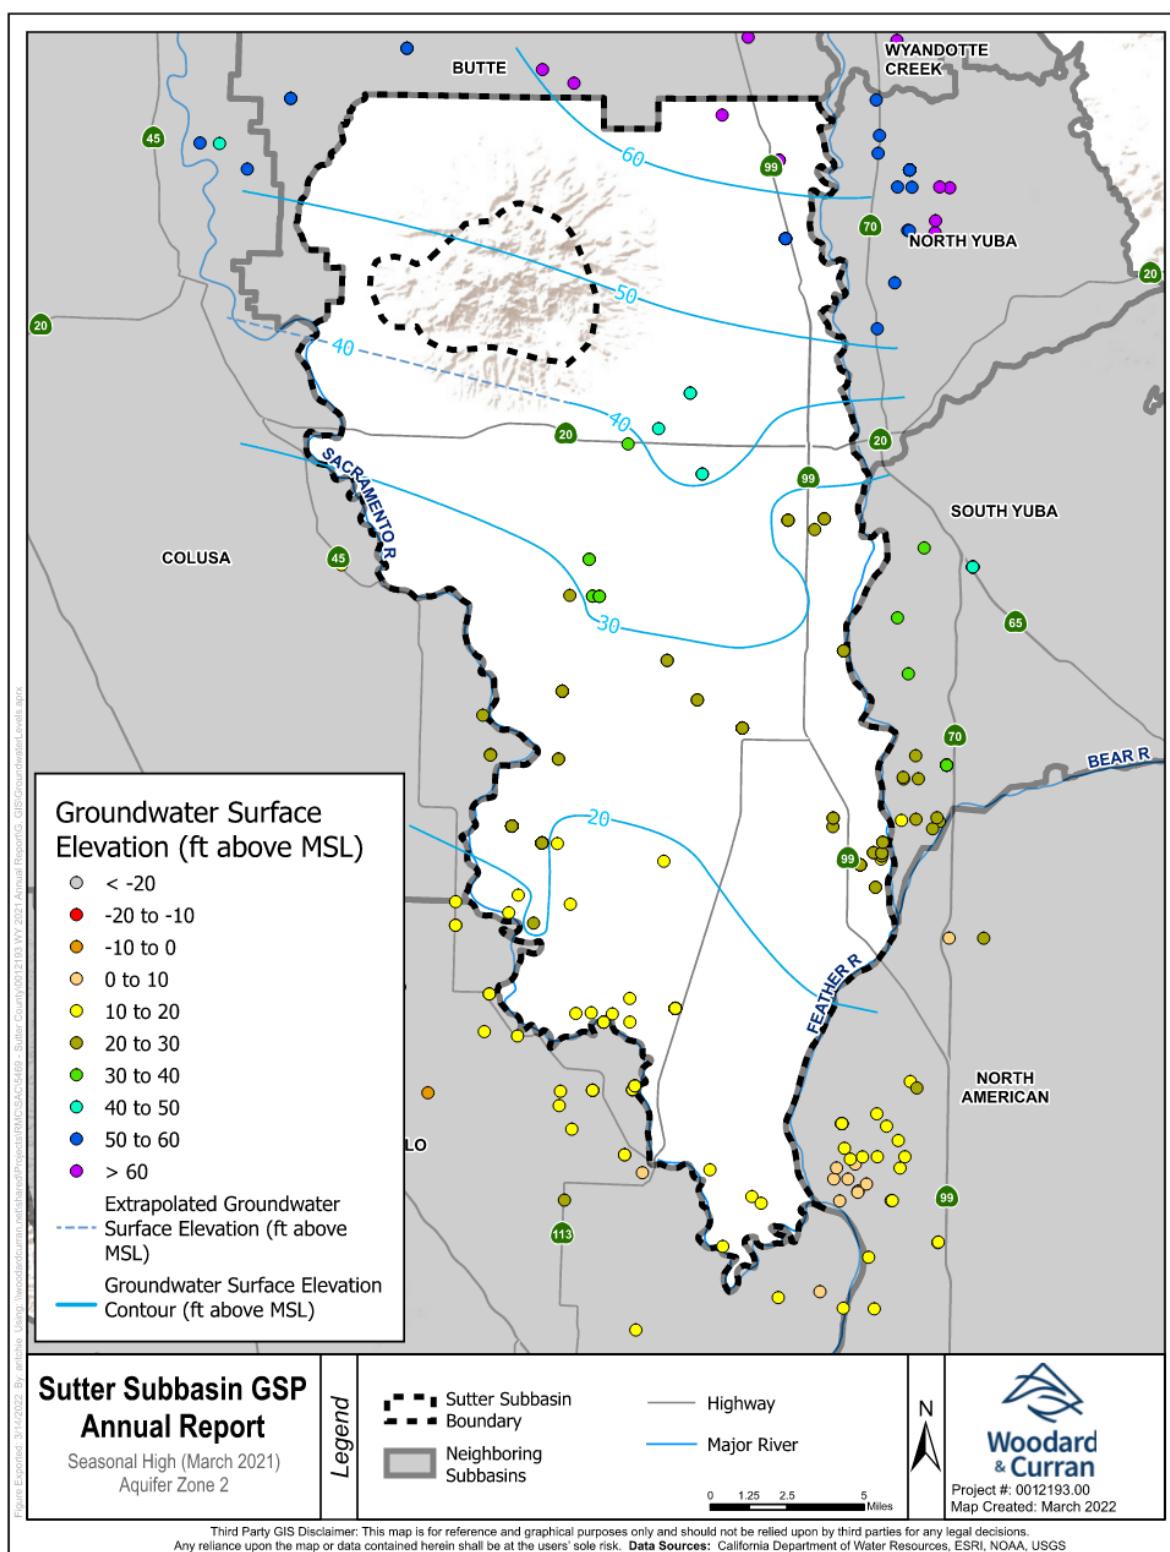 WYANDOTTE
CREEK
BUTTE
45
60
99
70
NORTH YUBA
20
50
20
40
40
20
20
99
SACRAMENTO R
SOUTH YUBA
COLUSA
45
30
65
70
BEAR R
20
99
FEATHER R
NORTH
AMERICAN
LO
99
113
Groundwater Surface
Elevation (ft above MSL)
< -20
-20 to -10
-10 to 0
0 to 10
10 to 20
20 to 30
30 to 40
40 to 50
50 to 60
> 60
Extrapolated Groundwater
Surface Elevation (ft above
MSL)
Groundwater Surface Elevation
Contour (ft above MSL)
Sutter Subbasin GSP
Annual Report
Seasonal High (March 2021)
Aquifer Zone 2
Legend
Sutter Subbasin
Boundary
Neighboring
Subbasins
Highway
Major River
N
0 1.25 2.5 5
Miles
Woodard
& Curran
Project #: 0012193.00
Map Created: March 2022
Third Party GIS Disclaimer: This map is for reference and graphical purposes only and should not be relied upon by third parties for any legal decisions.
Any reliance upon the map or data contained herein shall be at the users' sole risk. Data Sources: California Department of Water Resources, ESRI, NOAA, USGS